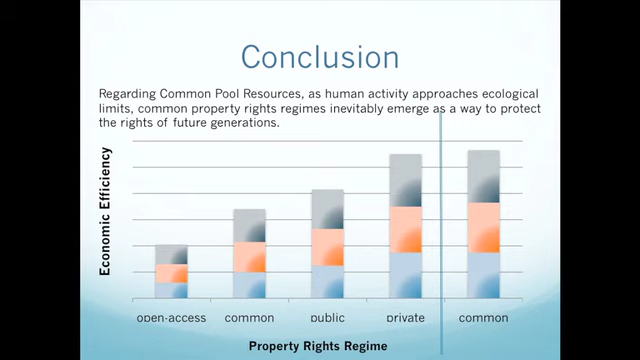 Conclusion
Regarding Common Pool Resources, as human activity approaches ecological
limits, common property rights regimes inevitably emerge as a way to protect
the rights of future generations.
Economic Efficiency
open-access common public private common
Property Rights Regime